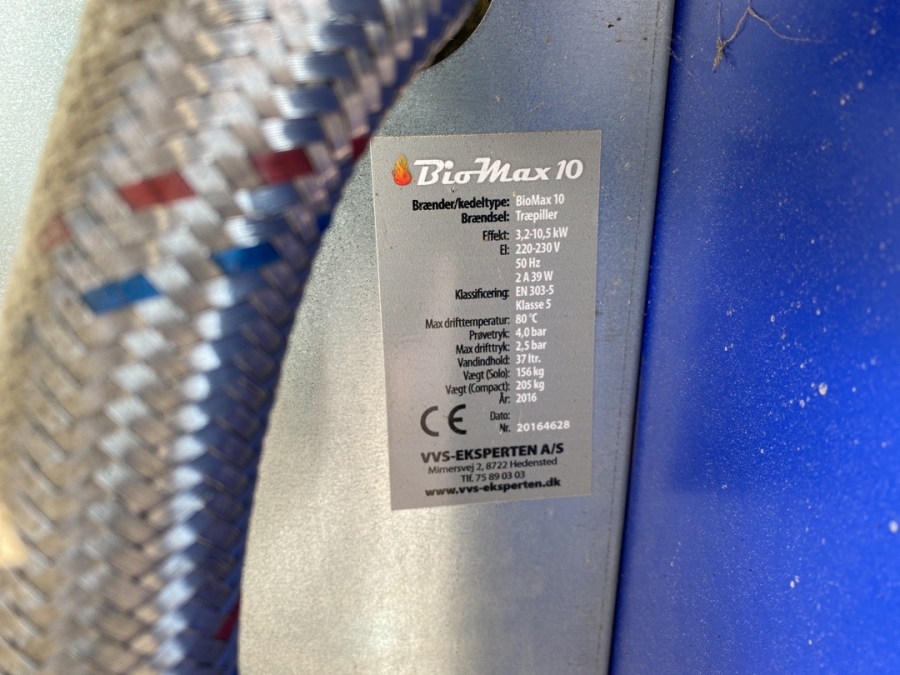 BioMax 10
Brænder/kedeltype: BioMax 10
Brændsel: Træpiller
Effekt: 3,2-10,5 kW
El: 220-230 V
50 Hz
2 A 39 W
Klassificering: EN 303-5
Klasse 5
Max drifttemperatur: 80 °C
Prøvetryk: 4,0 bar
Max drifttryk: 2,5 bar
Vandindhold: 37 ltr.
Vægt (Solo): 156 kg
Vægt (Compact): 205 kg
År: 2016
CE Dato:
Nr. 20164628
VVS-EKSPERTEN A/S
Mimersvej 2, 8722 Hedensted
Tlf. 75 89 03 03
www.vvs-eksperten.dk